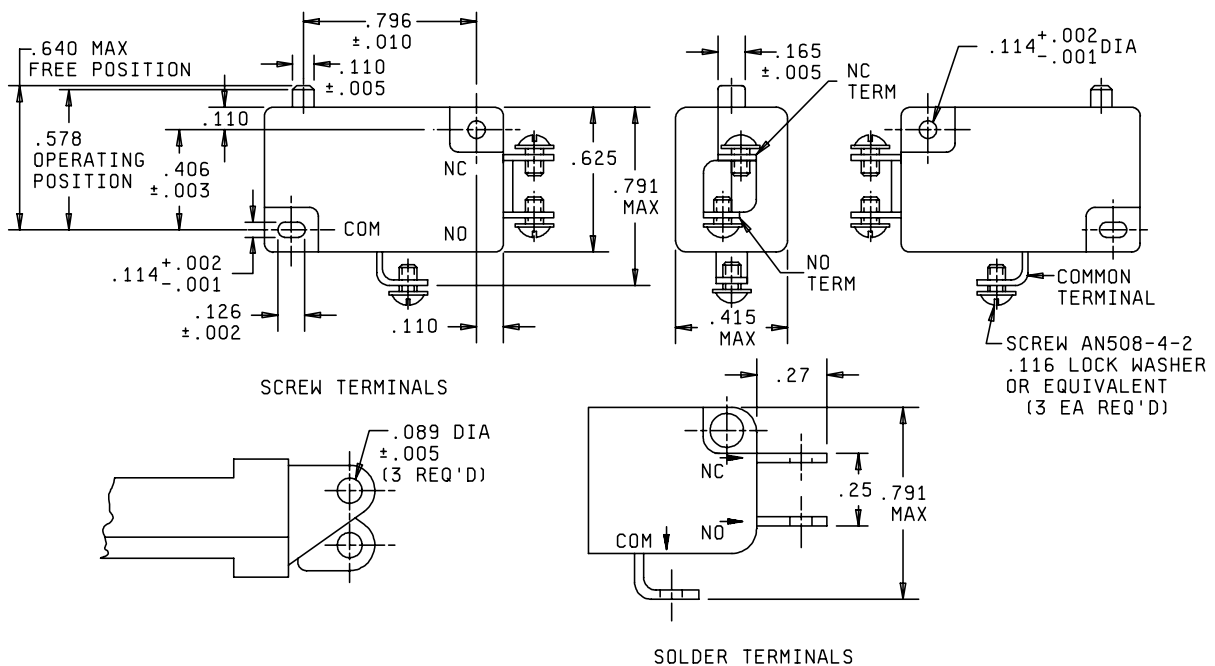 .796
±.010
.640 MAX
FREE POSITION
.110
±.005
.110
.578
OPERATING
POSITION
.406
±.003
NC
.625
.791
MAX
COM
NO
.114 +.002
-.001
.126
±.002
.110
.165
±.005
NC
TERM
NO
TERM
.415
MAX
.114 +.002 DIA
-.001
COMMON
TERMINAL
SCREW AN508-4-2
.116 LOCK WASHER
OR EQUIVALENT
(3 EA REQ'D)
SCREW TERMINALS
.27
.089 DIA
±.005
(3 REQ'D)
NC
.25
.791
MAX
NO
COM
SOLDER TERMINALS